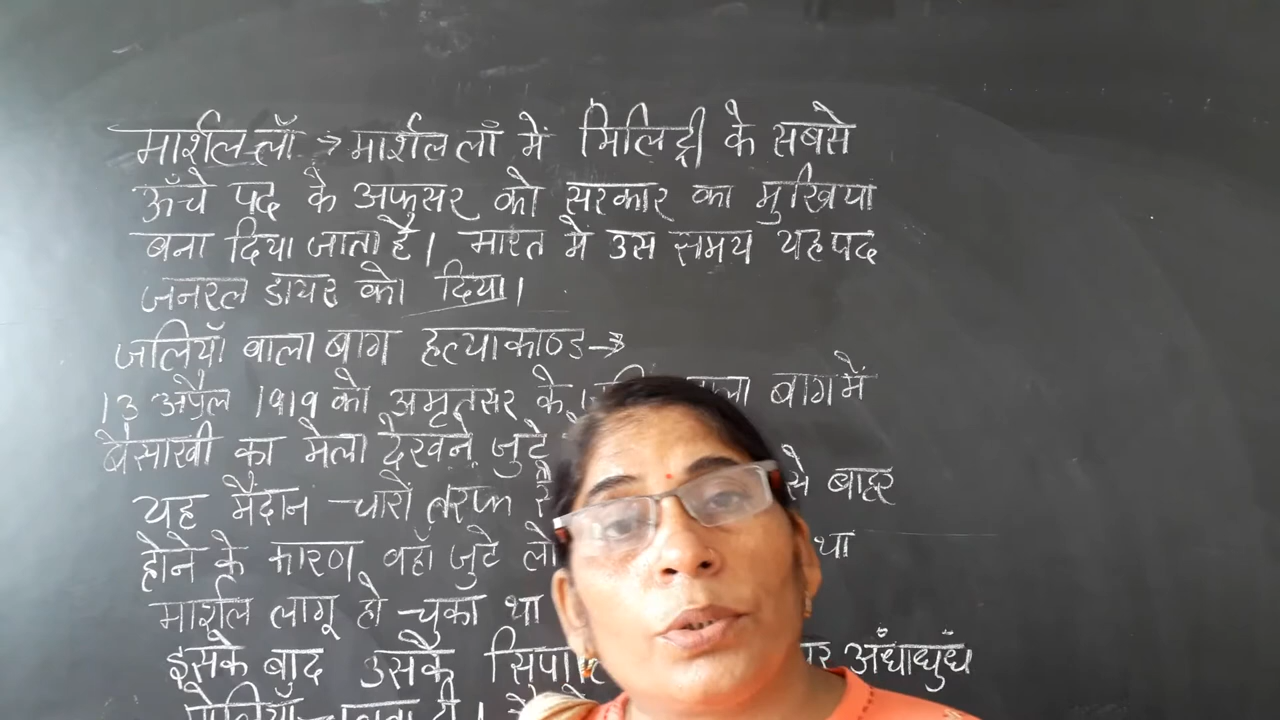 मार्शल लॉ → मार्शल लॉ में मिलिट्री के सबसे
ऊँचे पद के अफसर को सरकार का मुखिया
बना दिया जाता है। भारत में उस समय यह पद
जनरल डायर को दिया।
जलियाँ वाला बाग हत्याकाण्ड →
13 अप्रैल 1919 को अमृतसर के वाला बाग में
बैसाखी का मेला देखने जुटे
यह मैदान चारों तरफ से बाहर
होने के कारण वहाँ जुटे था
मार्शल लागू हो चुका था
इसके बाद उसके अंधाधुंध